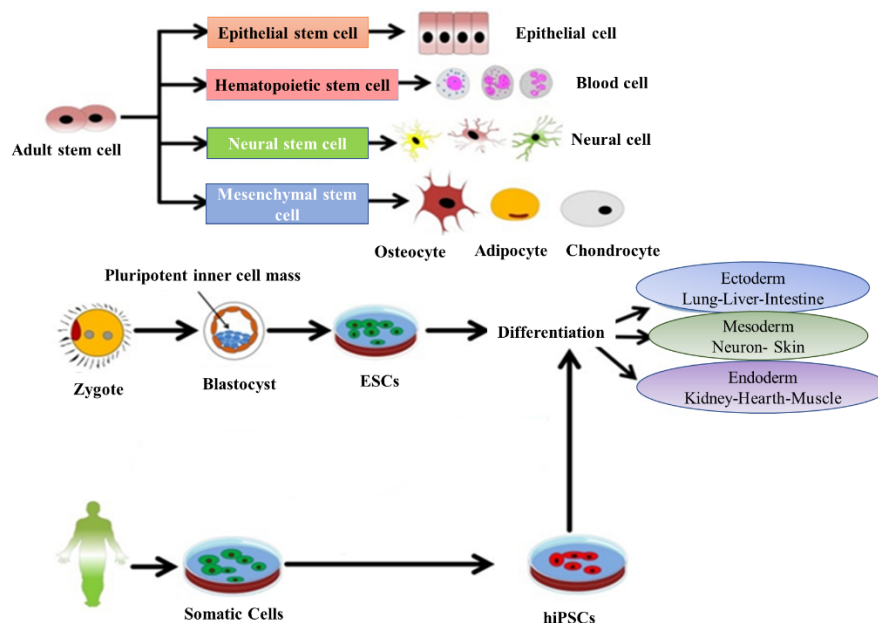 Epithelial stem cell
Epithelial cell
Hematopoietic stem cell
Blood cell
Adult stem cell
Neural stem cell
Neural cell
Mesenchymal stem
cell
Osteocyte
Adipocyte
Chondrocyte
Pluripotent inner cell mass
Zygote
Blastocyst
ESCs
Differentiation
Ectoderm
Lung-Liver-Intestine
Mesoderm
Neuron- Skin
Endoderm
Kidney-Hearth-Muscle
Somatic Cells
hiPSCs